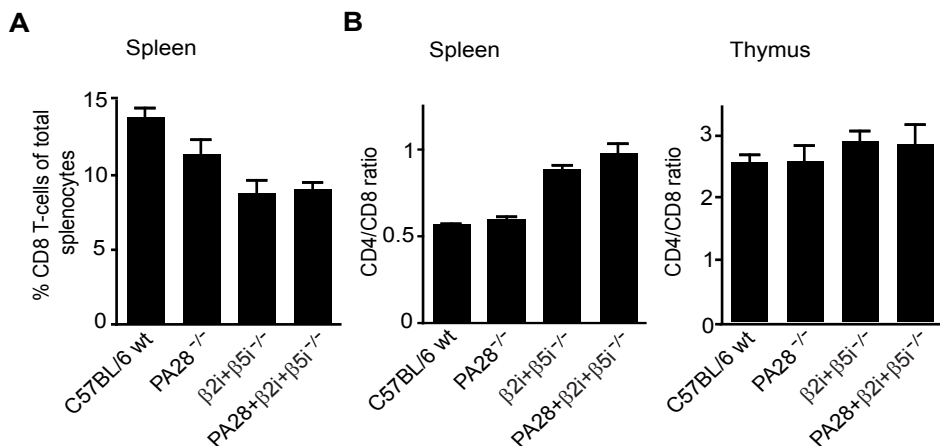 A
Spleen
% CD8 T-cells of total
splenocytes
15
10
5
0
C57BL/6 wt
PA28 -/-
β2i+β5i -/-
PA28+β2i+β5i -/-
B
Spleen
CD4/CD8 ratio
1
0.5
0
C57BL/6 wt
PA28 -/-
β2i+β5i -/-
PA28+β2i+β5i -/-
Thymus
CD4/CD8 ratio
3
2
1
0
C57BL/6 wt
PA28 -/-
β2i+β5i -/-
PA28+β2i+β5i -/-